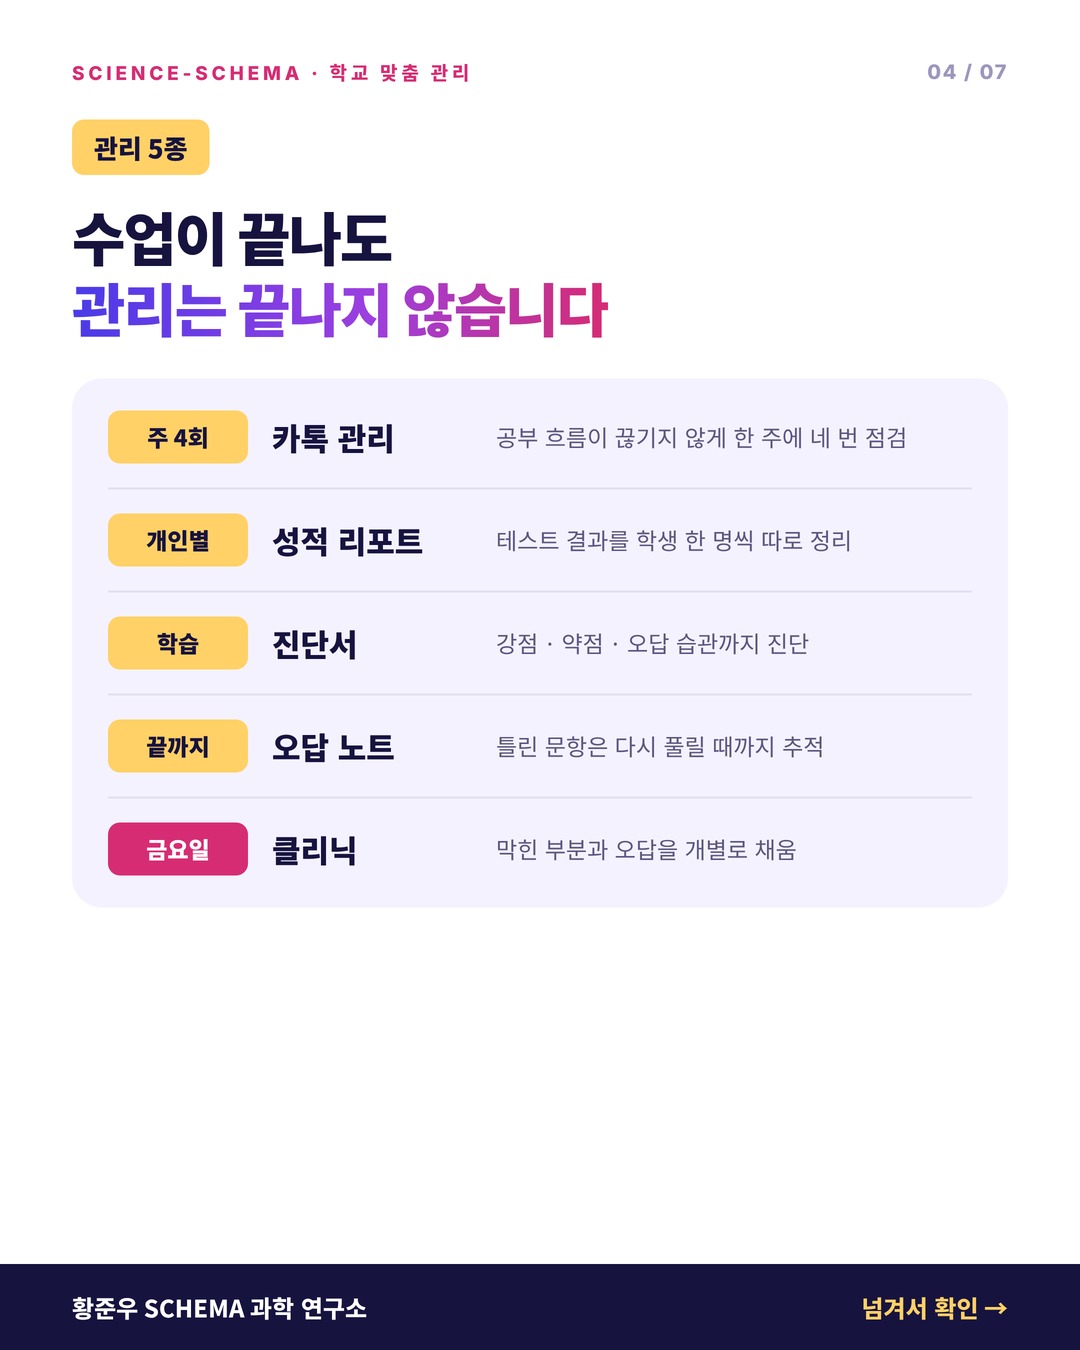 SCIENCE-SCHEMA · 학교 맞춤 관리
04 / 07
관리 5종
수업이 끝나도
관리는 끝나지 않습니다
주 4회 카톡 관리 공부 흐름이 끊기지 않게 한 주에 네 번 점검
개인별 성적 리포트 테스트 결과를 학생 한 명씩 따로 정리
학습 진단서 강점 · 약점 · 오답 습관까지 진단
끝까지 오답 노트 틀린 문항은 다시 풀릴 때까지 추적
금요일 클리닉 막힌 부분과 오답을 개별로 채움
황준우 SCHEMA 과학 연구소
넘겨서 확인 →